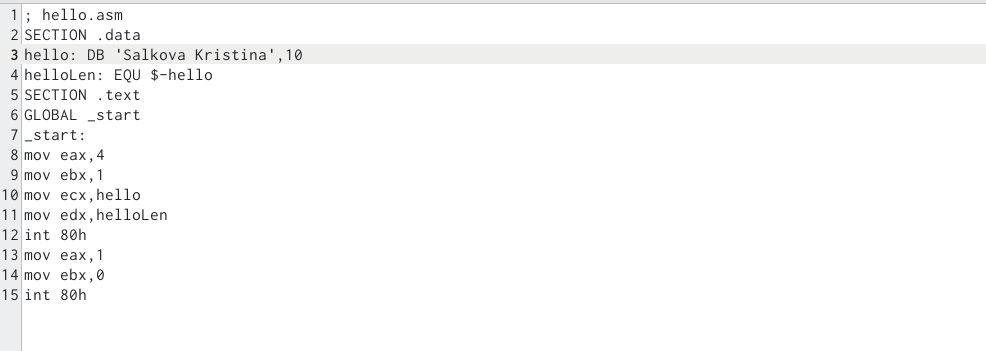 1 ; hello.asm
2 SECTION .data
3 hello: DB 'Salkova Kristina',10
4 helloLen: EQU $-hello
5 SECTION .text
6 GLOBAL _start
7 _start:
8 mov eax,4
9 mov ebx,1
10 mov ecx,hello
11 mov edx,helloLen
12 int 80h
13 mov eax,1
14 mov ebx,0
15 int 80h